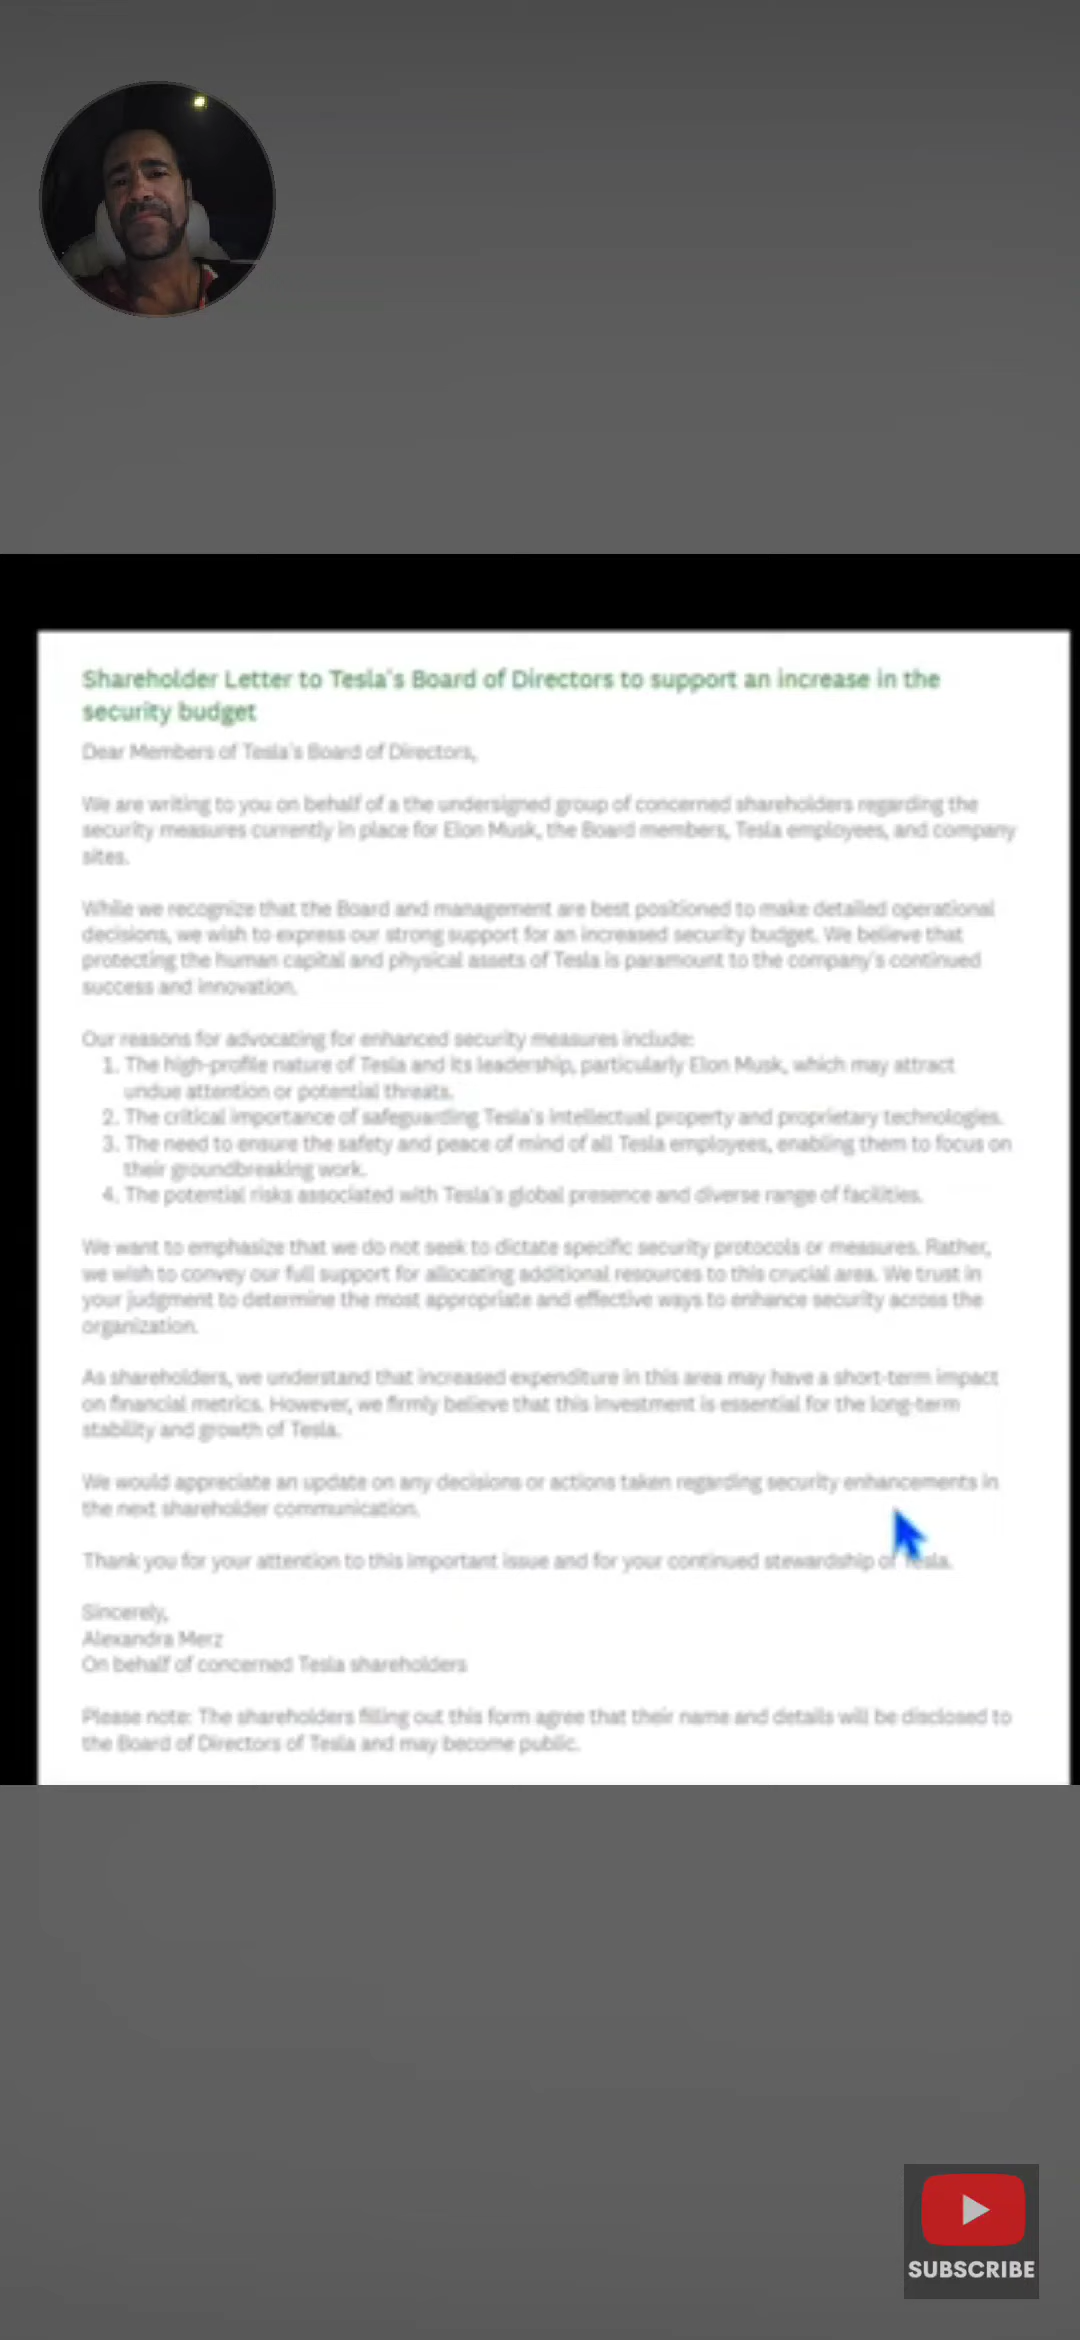 Shareholder Letter to Tesla's Board of Directors to support an increase in the
security budget
Dear Members of Tesla's Board of Directors,
We are writing to you on behalf of a the undersigned group of concerned shareholders regarding the
security measures currently in place for Elon Musk, the Board members, Tesla employees, and company
sites.
While we recognize that the Board and management are best positioned to make detailed operational
decisions, we wish to express our strong support for an increased security budget. We believe that
protecting the human capital and physical assets of Tesla is paramount to the company's continued
success and innovation.
Our reasons for advocating for enhanced security measures include:
1. The high-profile nature of Tesla and its leadership, particularly Elon Musk, which may attract
undue attention or potential threats.
2. The critical importance of safeguarding Tesla's intellectual property and proprietary technologies.
3. The need to ensure the safety and peace of mind of all Tesla employees, enabling them to focus on
their groundbreaking work.
4. The potential risks associated with Tesla's global presence and diverse range of facilities.
We want to emphasize that we do not seek to dictate specific security protocols or measures. Rather,
we wish to convey our full support for allocating additional resources to this crucial area. We trust in
your judgment to determine the most appropriate and effective ways to enhance security across the
organization.
As shareholders, we understand that increased expenditure in this area may have a short-term impact
on financial metrics. However, we firmly believe that this investment is essential for the long-term
stability and growth of Tesla.
We would appreciate an update on any decisions or actions taken regarding security enhancements in
the next shareholder communication.
Thank you for your attention to this important issue and for your continued stewardship of Tesla.
Sincerely,
Alexandra Merz
On behalf of concerned Tesla shareholders
Please note: The shareholders filling out this form agree that their name and details will be disclosed to
the Board of Directors of Tesla and may become public.
SUBSCRIBE